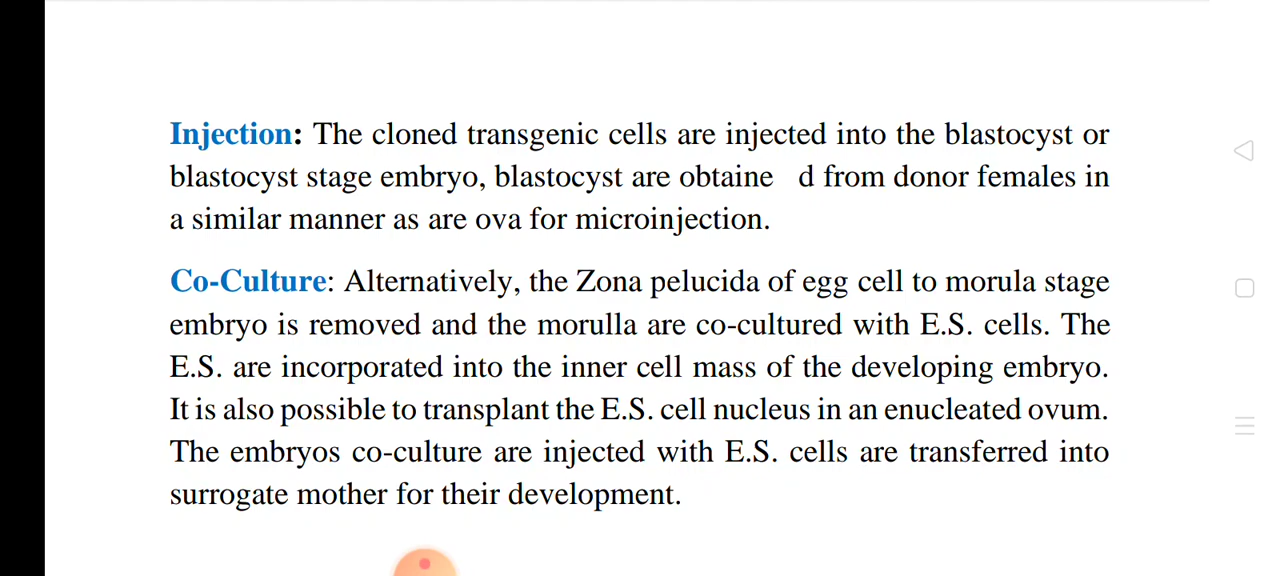 Injection: The cloned transgenic cells are injected into the blastocyst or
blastocyst stage embryo, blastocyst are obtaine d from donor females in
a similar manner as are ova for microinjection.
Co-Culture: Alternatively, the Zona pelucida of egg cell to morula stage
embryo is removed and the morulla are co-cultured with E.S. cells. The
E.S. are incorporated into the inner cell mass of the developing embryo.
It is also possible to transplant the E.S. cell nucleus in an enucleated ovum.
The embryos co-culture are injected with E.S. cells are transferred into
surrogate mother for their development.